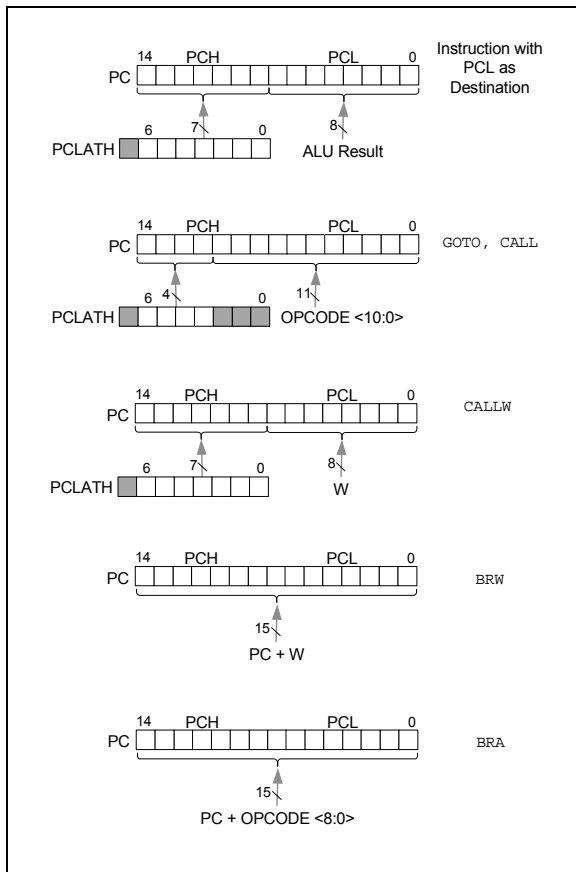 14 PCH PCL 0
PC
Instruction with
PCL as
Destination
6 7 0 8
PCLATH
ALU Result
14 PCH PCL 0
PC
GOTO, CALL
6 4 0 11
PCLATH
OPCODE <10:0>
14 PCH PCL 0
PC
CALLW
6 7 0 8
PCLATH
W
14 PCH PCL 0
PC
BRW
15
PC + W
14 PCH PCL 0
PC
BRA
15
PC + OPCODE <8:0>